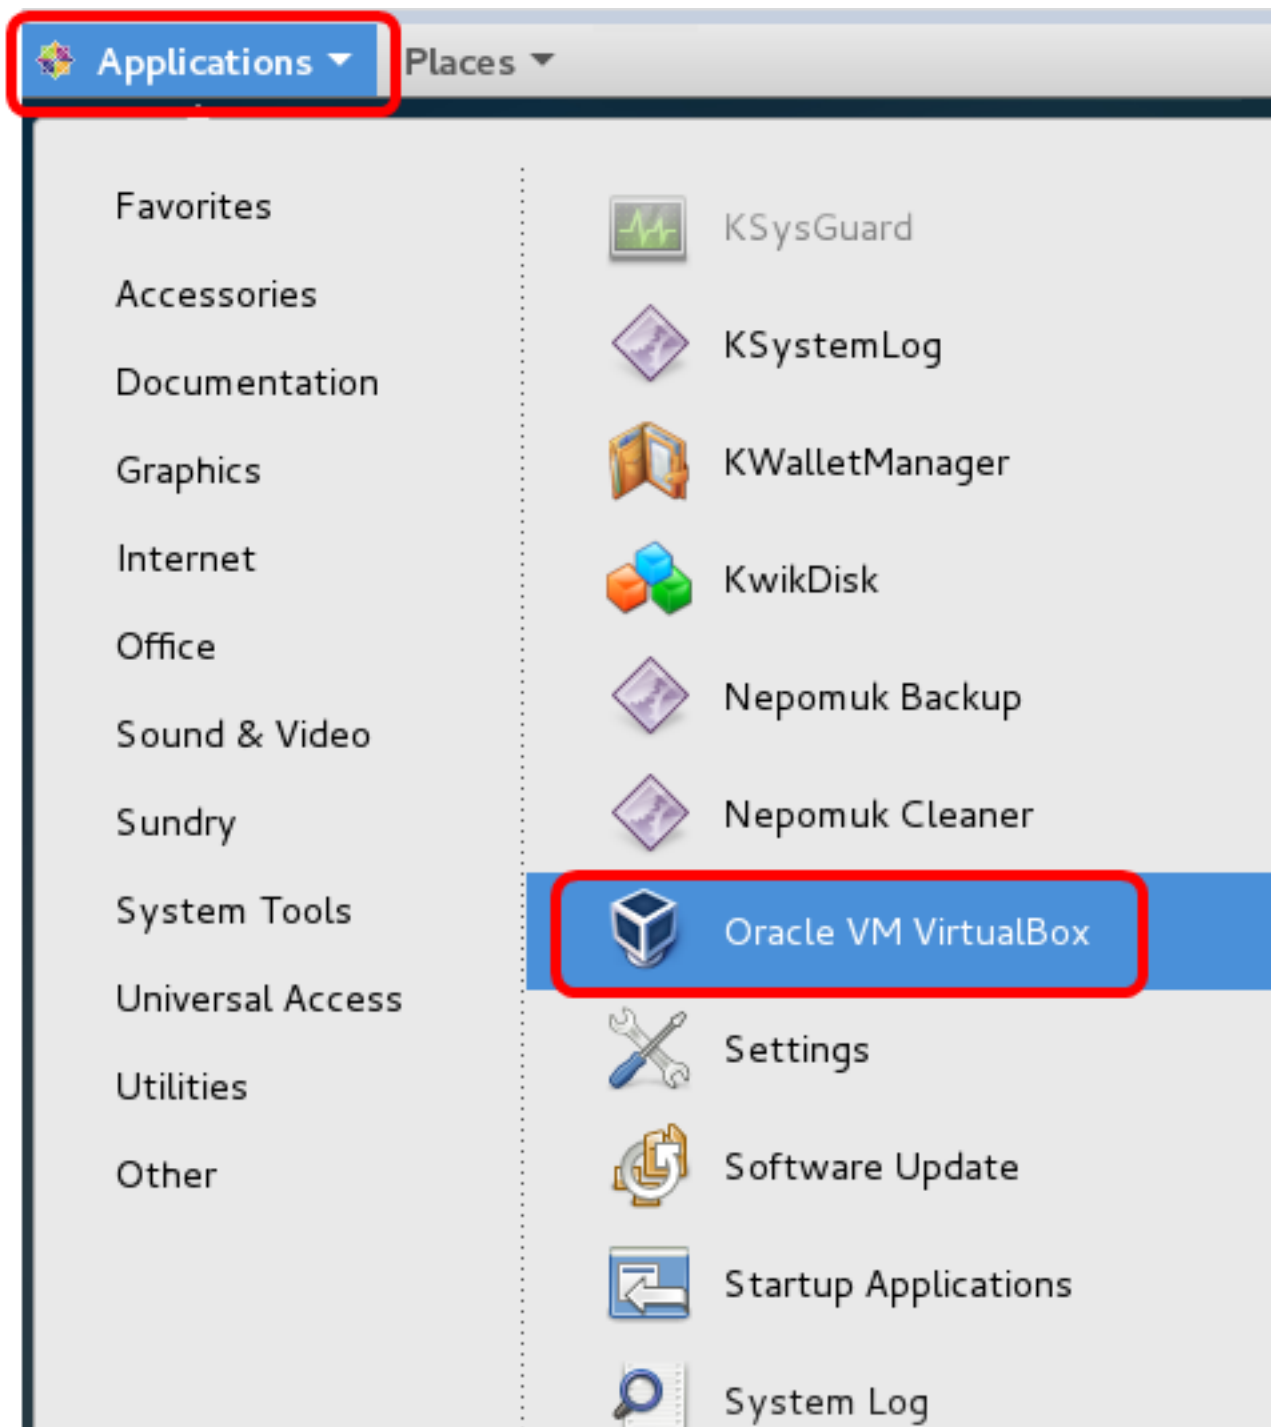 Applications Places
Favorites
Accessories
Documentation
Graphics
Internet
Office
Sound & Video
Sundry
System Tools
Universal Access
Utilities
Other
KSysGuard
KSystemLog
KWalletManager
KwikDisk
Nepomuk Backup
Nepomuk Cleaner
Oracle VM VirtualBox
Settings
Software Update
Startup Applications
System Log